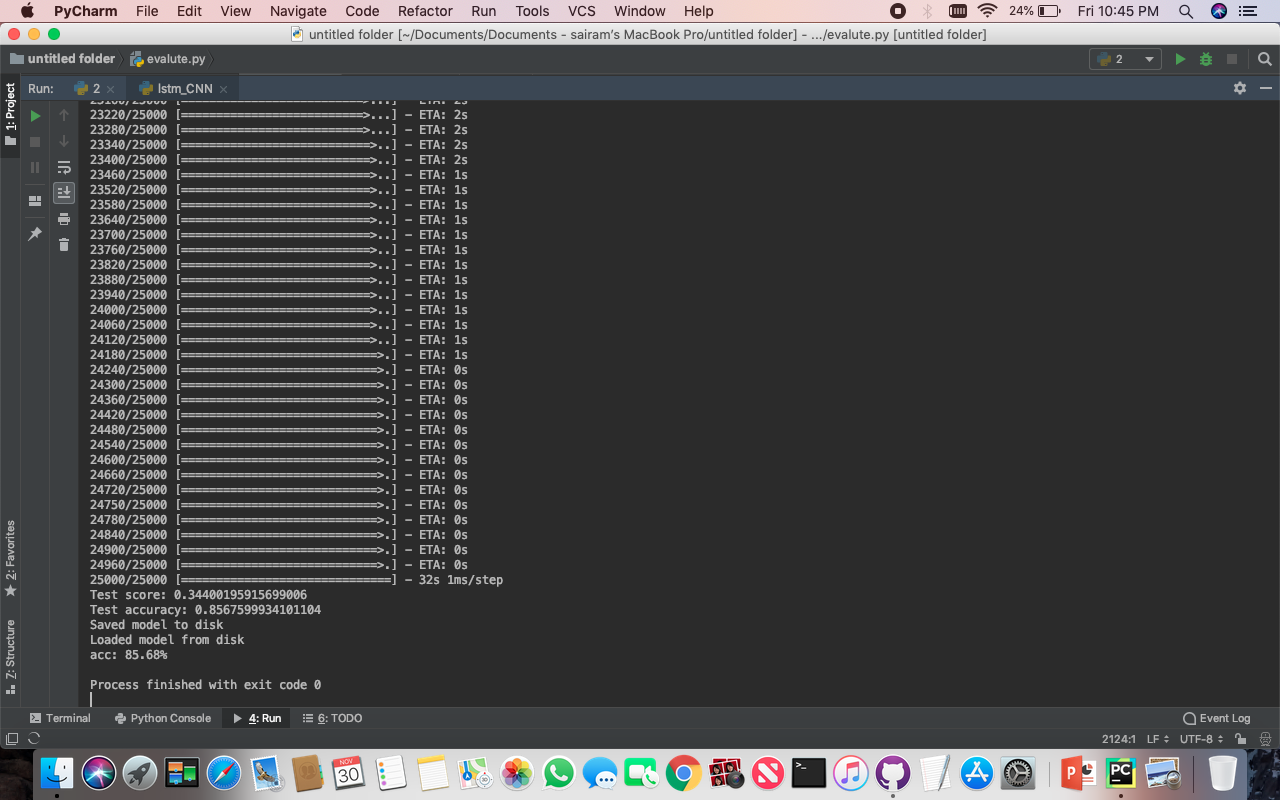 PyCharm File Edit View Navigate Code Refactor Run Tools VCS Window Help 24% Fri 10:45 PM
untitled folder [~/Documents/Documents - sairam's MacBook Pro/untitled folder] - .../evalute.py [untitled folder]
untitled folder evalute.py 2
Run: 2 lstm_CNN
1: Project
23220/25000 [==========================>...] - ETA: 2s
23280/25000 [==========================>...] - ETA: 2s
23340/25000 [===========================>..] - ETA: 2s
23400/25000 [===========================>..] - ETA: 2s
23460/25000 [===========================>..] - ETA: 1s
23520/25000 [===========================>..] - ETA: 1s
23580/25000 [===========================>..] - ETA: 1s
23640/25000 [===========================>..] - ETA: 1s
23700/25000 [===========================>..] - ETA: 1s
23760/25000 [===========================>..] - ETA: 1s
23820/25000 [===========================>..] - ETA: 1s
23880/25000 [===========================>..] - ETA: 1s
23940/25000 [===========================>..] - ETA: 1s
24000/25000 [===========================>..] - ETA: 1s
24060/25000 [===========================>..] - ETA: 1s
24120/25000 [===========================>..] - ETA: 1s
24180/25000 [============================>.] - ETA: 1s
24240/25000 [============================>.] - ETA: 0s
24300/25000 [============================>.] - ETA: 0s
24360/25000 [============================>.] - ETA: 0s
24420/25000 [============================>.] - ETA: 0s
24480/25000 [============================>.] - ETA: 0s
24540/25000 [============================>.] - ETA: 0s
24600/25000 [============================>.] - ETA: 0s
24660/25000 [============================>.] - ETA: 0s
24720/25000 [============================>.] - ETA: 0s
24750/25000 [============================>.] - ETA: 0s
24780/25000 [============================>.] - ETA: 0s
24840/25000 [============================>.] - ETA: 0s
24900/25000 [============================>.] - ETA: 0s
24960/25000 [============================>.] - ETA: 0s
25000/25000 [==============================] - 32s 1ms/step
Test score: 0.34400195915699006
Test accuracy: 0.8567599934101104
Saved model to disk
Loaded model from disk
acc: 85.68%
Process finished with exit code 0
2: Favorites
Z: Structure
Terminal Python Console 4: Run 6: TODO Event Log
2124:1 LF UTF-8
NOV
30
PC